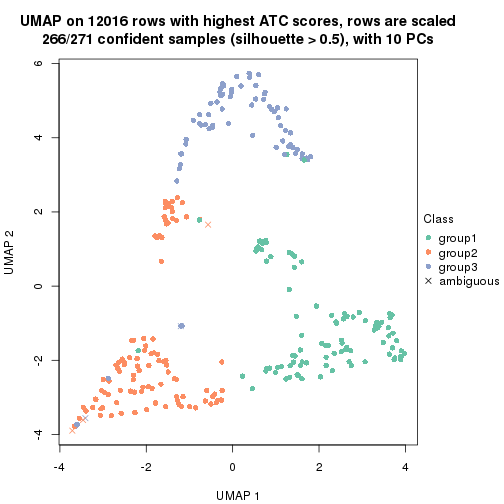 UMAP on 12016 rows with highest ATC scores, rows are scaled
266/271 confident samples (silhouette > 0.5), with 10 PCs
6
4
2
0
-2
-4
UMAP 2
-4
-2
0
2
4
UMAP 1
Class
group1
group2
group3
ambiguous